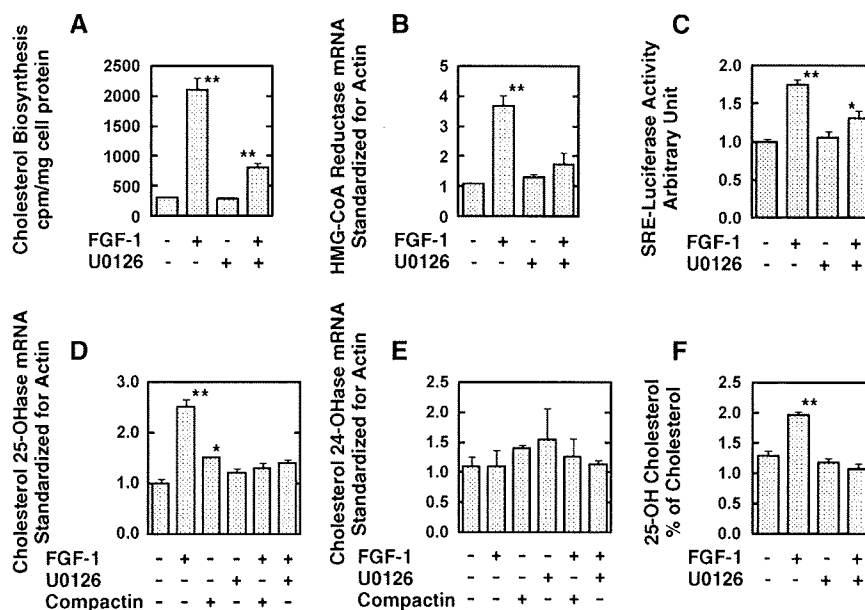 A
Cholesterol Biosynthesis
cpm/mg cell protein
2500
2000
1500
1000
500
0
**
**
FGF-1 - + - +
U0126 - - + +
B
HMG-CoA Reductase mRNA
Standardized for Actin
5
4
3
2
1
0
**
FGF-1 - + - +
U0126 - - + +
C
SRE-Luciferase Activity
Arbitrary Unit
2.0
1.5
1.0
0.0
**
*
FGF-1 - + - +
U0126 - - + +
D
Cholesterol 25-OHase mRNA
Standardized for Actin
3.0
2.0
1.0
0.0
**
*
FGF-1 - + - - + +
U0126 - - - + - +
Compactin - - + - + -
E
Cholesterol 24-OHase mRNA
Standardized for Actin
2.5
2.0
1.5
1.0
0.5
0.0
FGF-1 - + - - + +
U0126 - - - + - +
Compactin - - + - + -
F
25-OH Cholesterol
% of Cholesterol
2.5
2.0
1.5
1.0
0.5
0.0
**
FGF-1 - + - +
U0126 - - + +